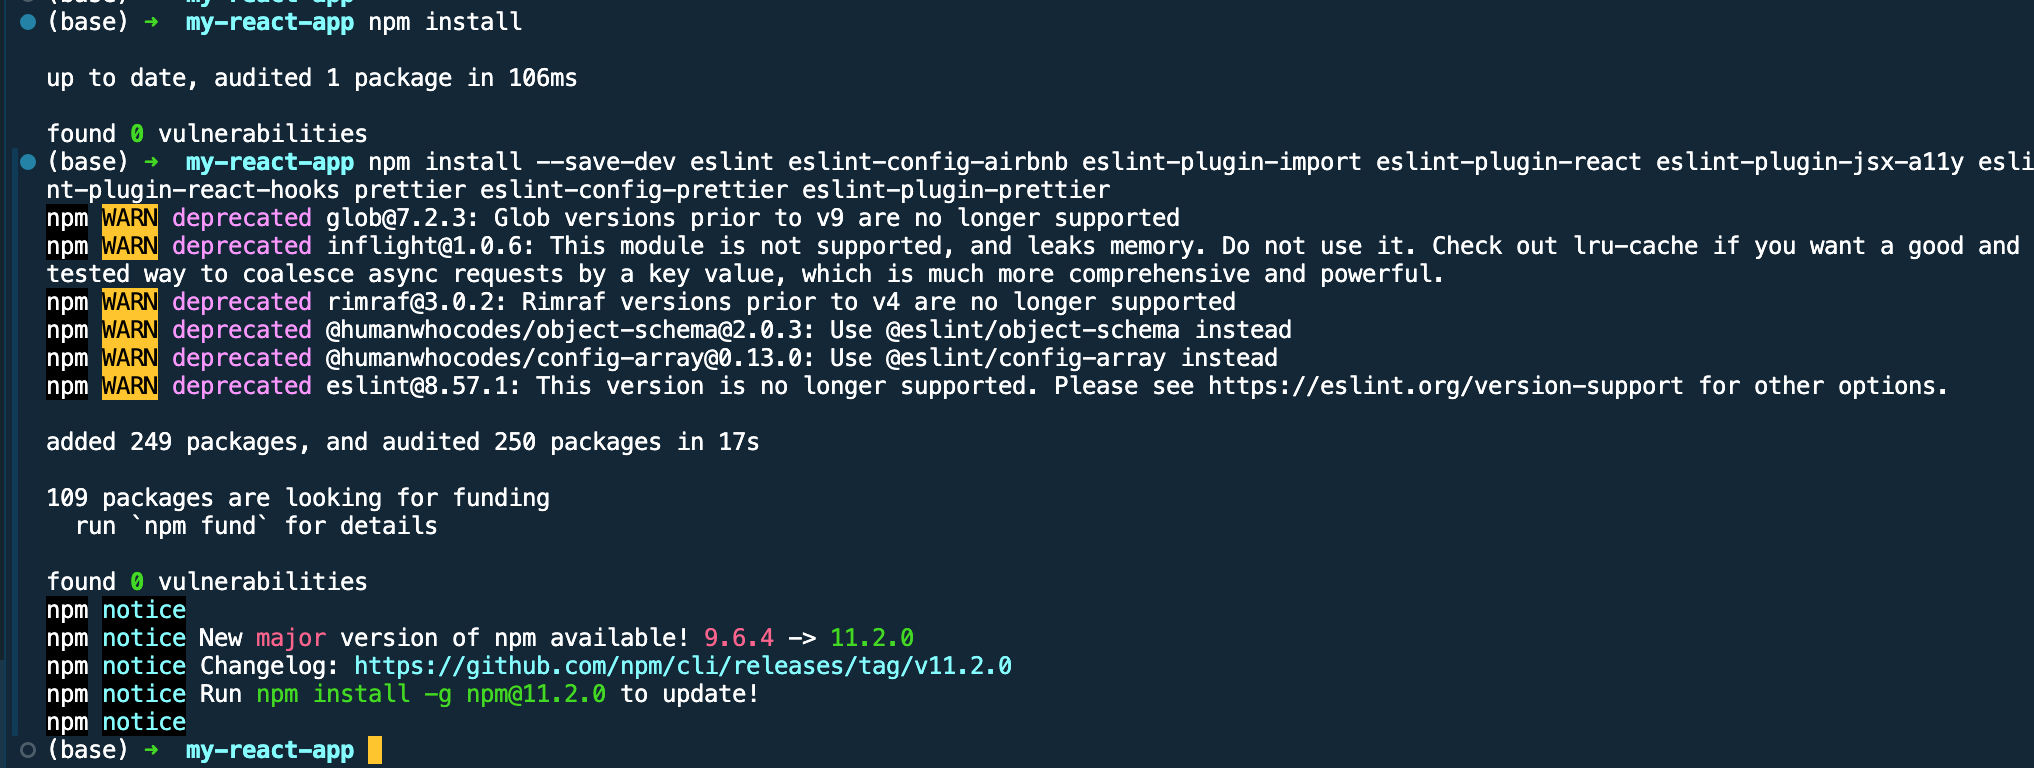 (base) → my-react-app npm install
up to date, audited 1 package in 106ms
found 0 vulnerabilities
(base) → my-react-app npm install --save-dev eslint eslint-config-airbnb eslint-plugin-import eslint-plugin-react eslint-plugin-jsx-a11y esli
nt-plugin-react-hooks prettier eslint-config-prettier eslint-plugin-prettier
npm WARN deprecated glob@7.2.3: Glob versions prior to v9 are no longer supported
npm WARN deprecated inflight@1.0.6: This module is not supported, and leaks memory. Do not use it. Check out lru-cache if you want a good and
tested way to coalesce async requests by a key value, which is much more comprehensive and powerful.
npm WARN deprecated rimraf@3.0.2: Rimraf versions prior to v4 are no longer supported
npm WARN deprecated @humanwhocodes/object-schema@2.0.3: Use @eslint/object-schema instead
npm WARN deprecated @humanwhocodes/config-array@0.13.0: Use @eslint/config-array instead
npm WARN deprecated eslint@8.57.1: This version is no longer supported. Please see https://eslint.org/version-support for other options.
added 249 packages, and audited 250 packages in 17s
109 packages are looking for funding
  run `npm fund` for details
found 0 vulnerabilities
npm notice
npm notice New major version of npm available! 9.6.4 -> 11.2.0
npm notice Changelog: https://github.com/npm/cli/releases/tag/v11.2.0
npm notice Run npm install -g npm@11.2.0 to update!
npm notice
(base) → my-react-app